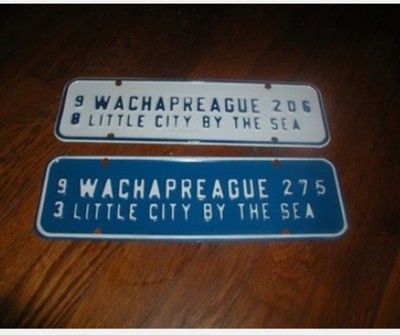 9 WACHAPREAGUE 206
8 LITTLE CITY BY THE SEA
9 WACHAPREAGUE 275
3 LITTLE CITY BY THE SEA